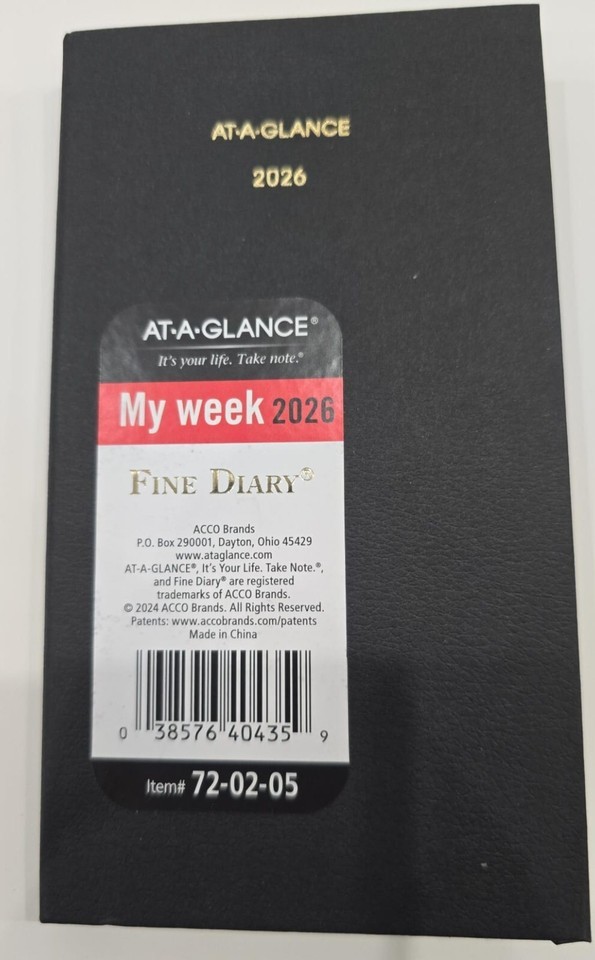 AT-A-GLANCE
2026
AT-A-GLANCE®
It's your life. Take note.®
My week 2026
FINE DIARY®
ACCO Brands
P.O. Box 290001, Dayton, Ohio 45429
www.ataglance.com
AT-A-GLANCE®, It's Your Life. Take Note.®,
and Fine Diary® are registered
trademarks of ACCO Brands.
© 2024 ACCO Brands. All Rights Reserved.
Patents: www.accobrands.com/patents
Made in China
0 38576 40435 9
Item# 72-02-05